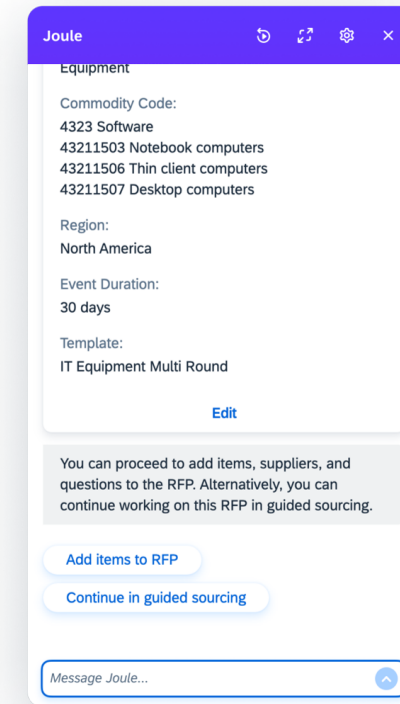 Joule
Equipment
Commodity Code:
4323 Software
43211503 Notebook computers
43211506 Thin client computers
43211507 Desktop computers
Region:
North America
Event Duration:
30 days
Template:
IT Equipment Multi Round
Edit
You can proceed to add items, suppliers, and
questions to the RFP. Alternatively, you can
continue working on this RFP in guided sourcing.
Add items to RFP
Continue in guided sourcing
Message Joule...